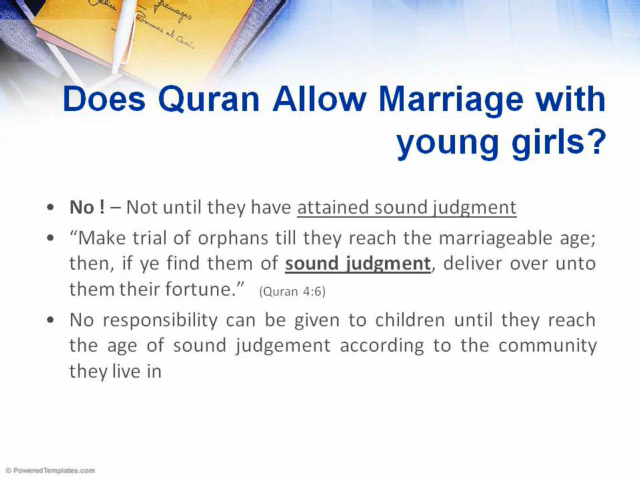 Does Quran Allow Marriage with
young girls?
• No ! – Not until they have attained sound judgment
• “Make trial of orphans till they reach the marriageable age;
then, if ye find them of sound judgment, deliver over unto
them their fortune.” (Quran 4:6)
• No responsibility can be given to children until they reach
the age of sound judgement according to the community
they live in
© PoweredTemplates.com